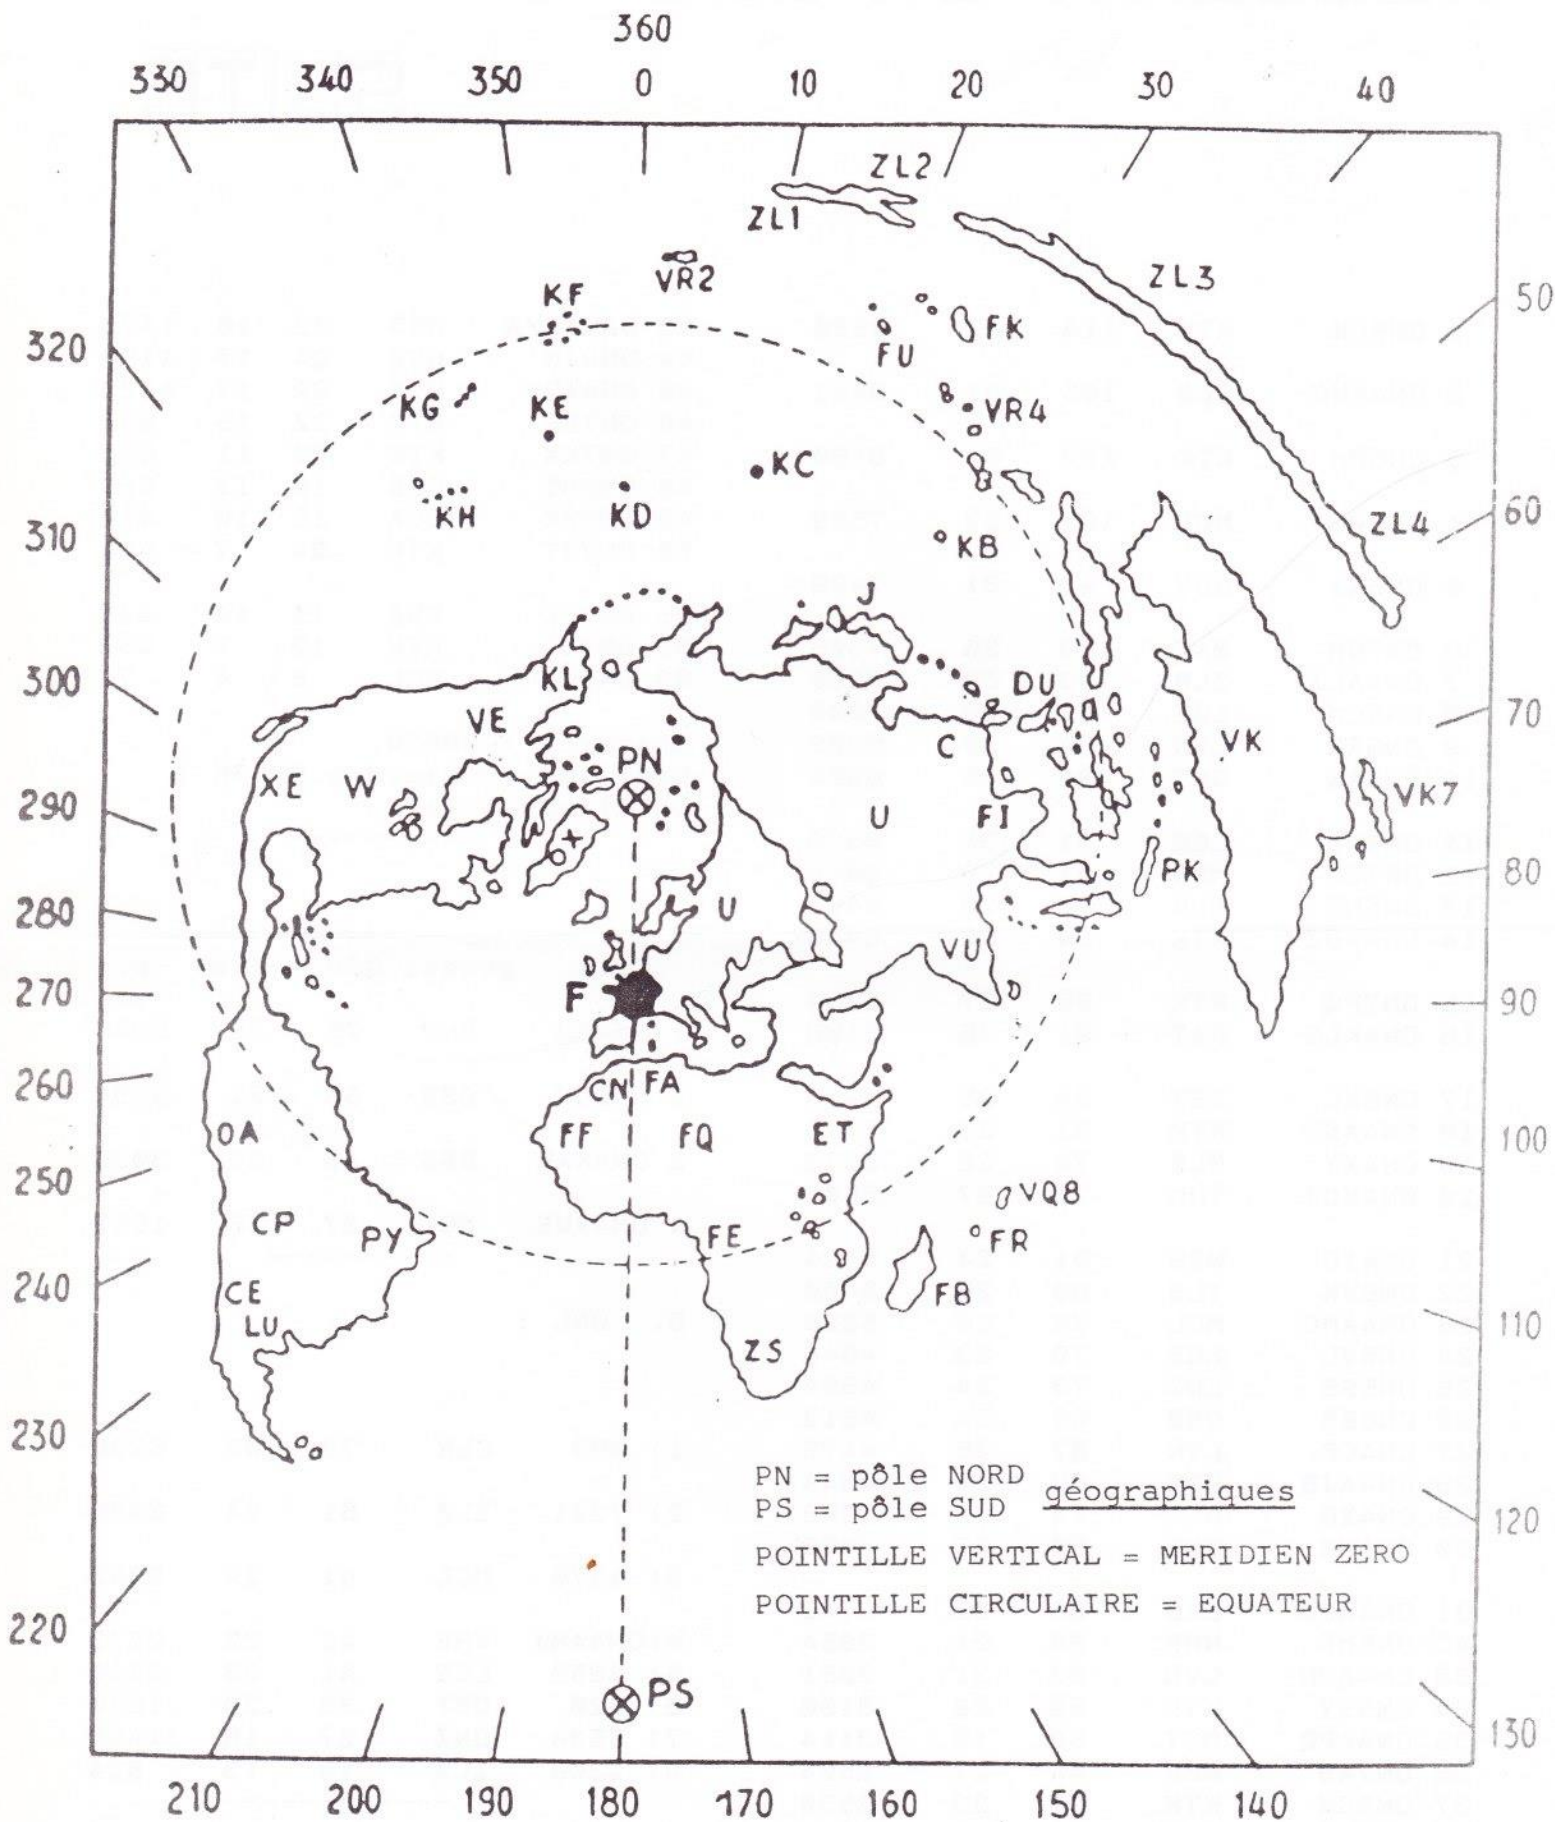 360
330 340 350 0 10 20 30 40
ZL2
ZL1
ZL3
VR2
KF
50
FK
320
FU
KG KE
VR4
KC
KH KD
ZL4
60
310
KB
J
300
KL
DU
70
VE
C
VK
PN
XE W
290
U FI
VK7
PK
80
280
U
VU
270
F
90
260
CN FA
OA
FF FQ ET
100
250
VQ8
CP PY
FE
FR
240
CE
FB
LU
110
ZS
230
PN = pôle NORD
PS = pôle SUD géographiques
120
POINTILLE VERTICAL = MERIDIEN ZERO
POINTILLE CIRCULAIRE = EQUATEUR
220
PS
130
210 200 190 180 170 160 150 140